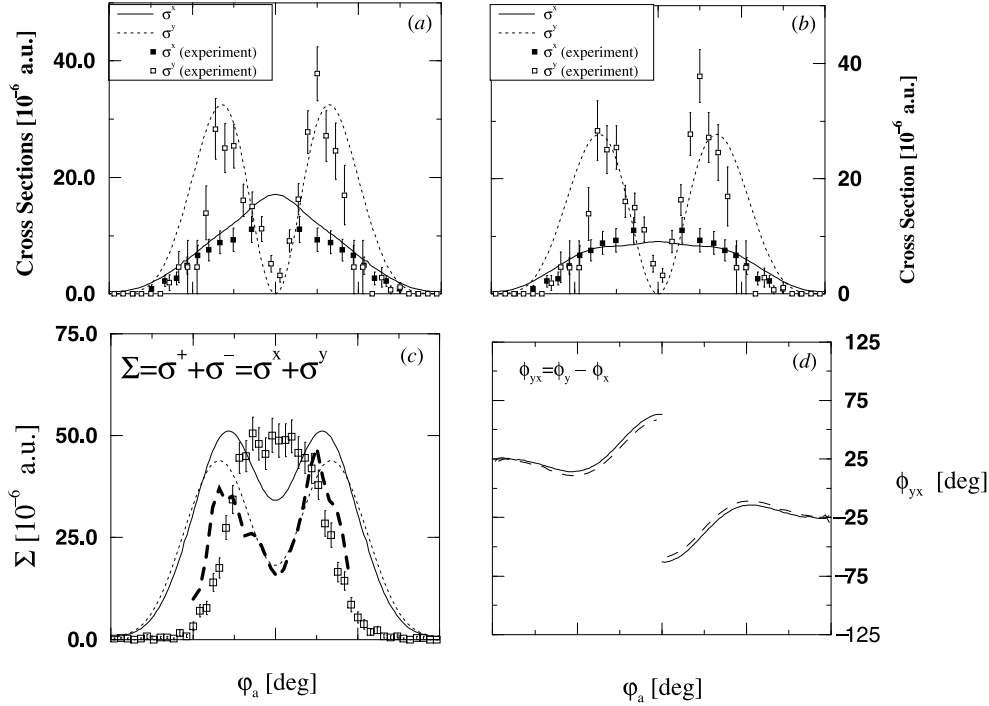 σ^x
σ^y
σ^x (experiment)
σ^y (experiment)
(a)
σ^x
σ^y
σ^x (experiment)
σ^y (experiment)
(b)
40.0
20.0
0.0
Cross Sections [10^-6 a.u.]
40
20
0
Cross Section [10^-6 a.u.]
Σ=σ^+ +σ^- =σ^x +σ^y
(c)
75.0
50.0
25.0
0.0
Σ [10^-6 a.u.]
φ_a [deg]
ϕ_yx=ϕ_y − ϕ_x
(d)
125
75
25
−25
−75
−125
ϕ_yx [deg]
φ_a [deg]